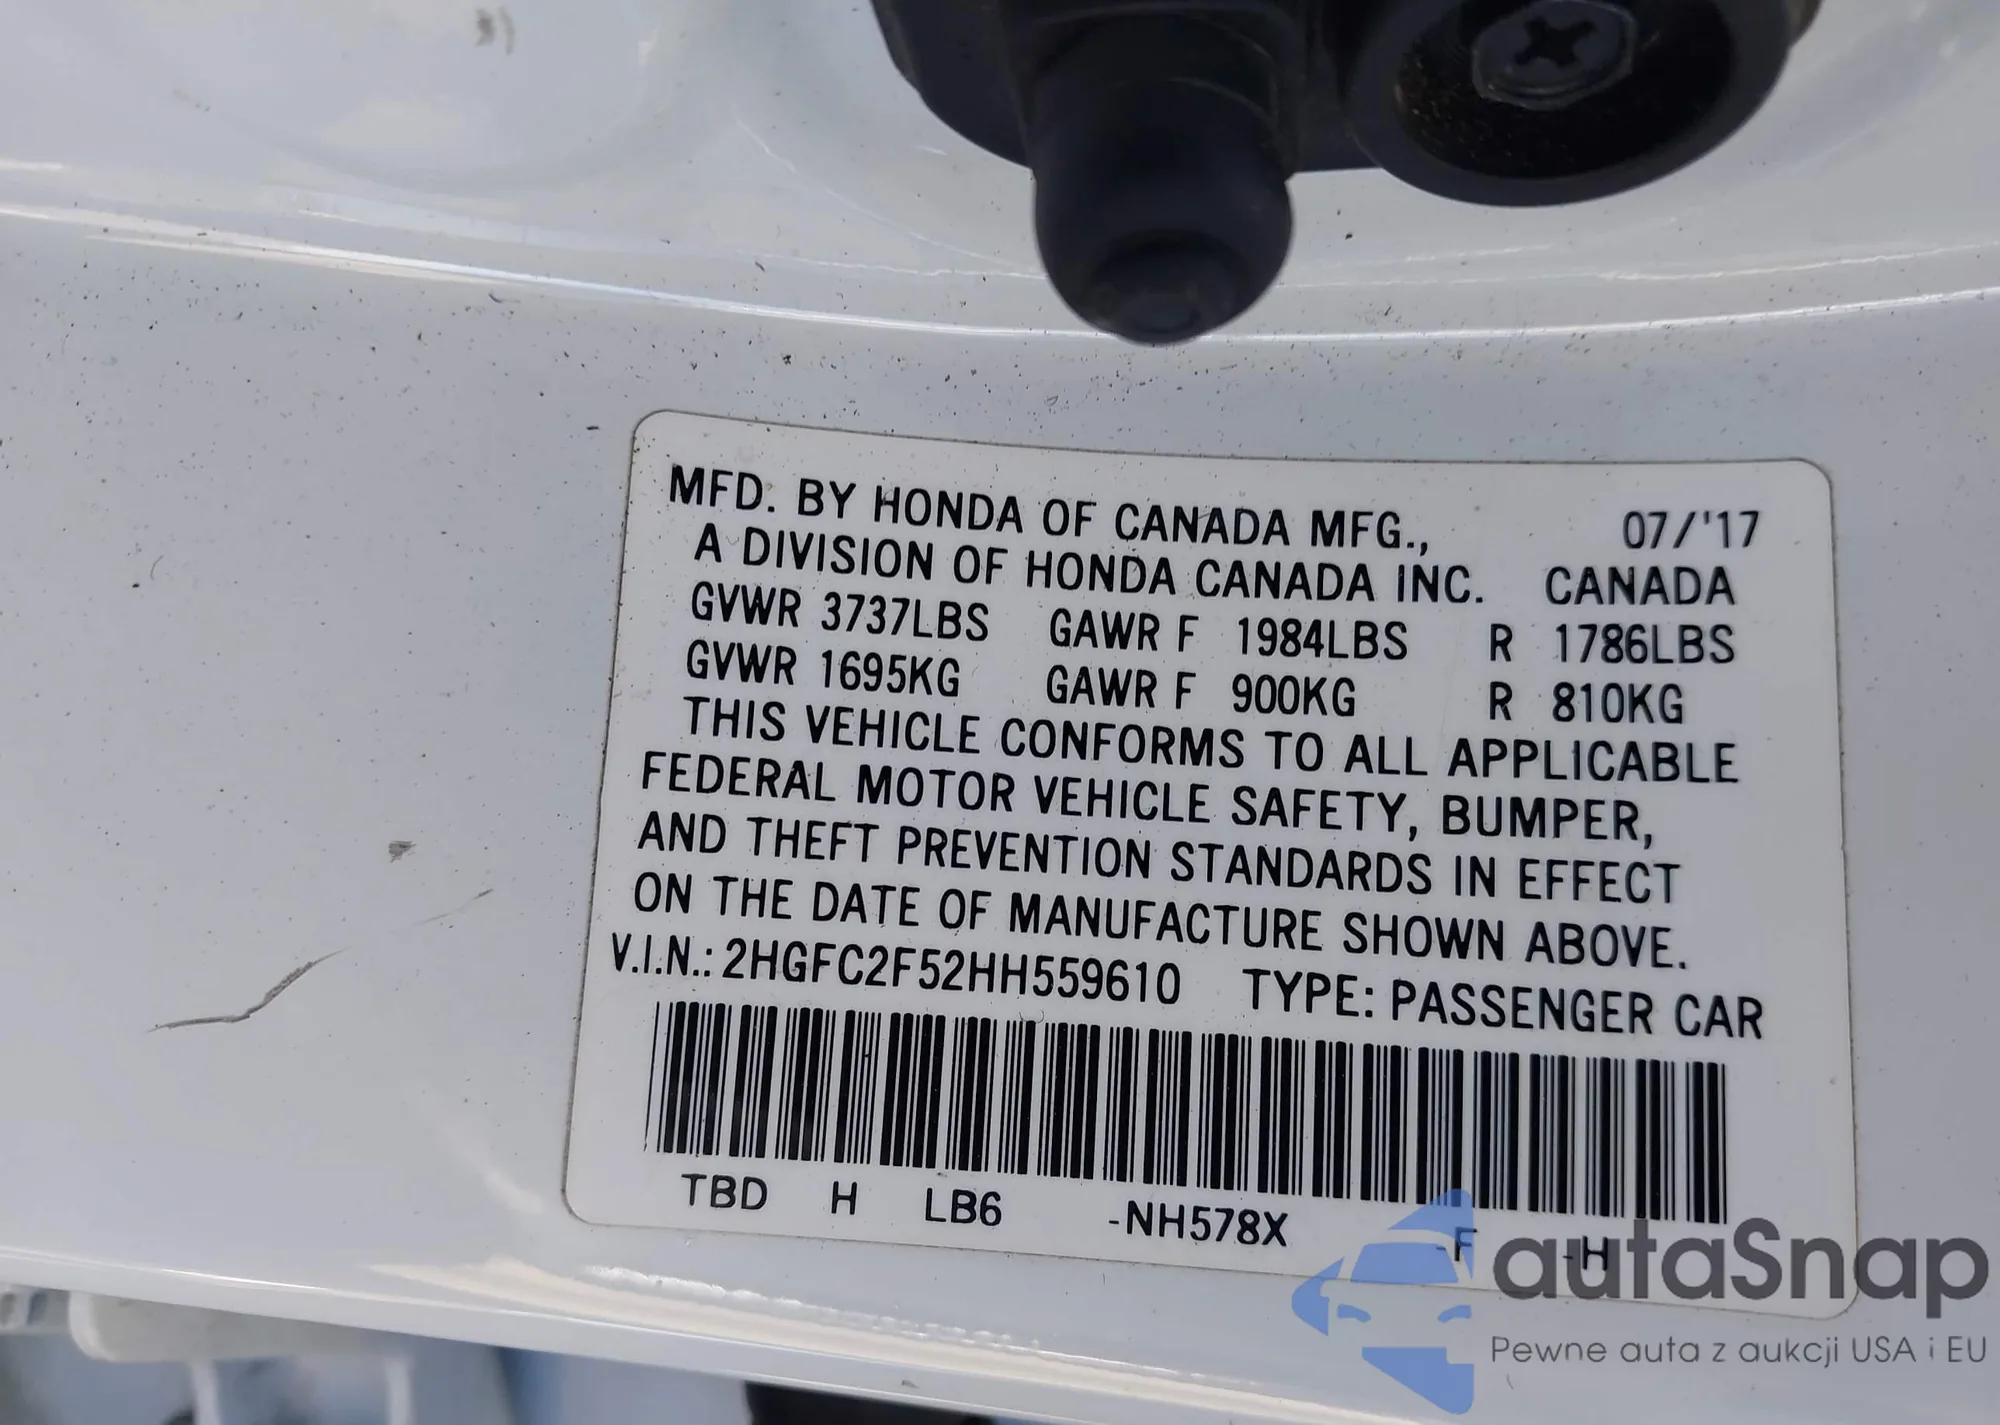 MFD. BY HONDA OF CANADA MFG., 07/'17
A DIVISION OF HONDA CANADA INC. CANADA
GVWR 3737LBS GAWR F 1984LBS R 1786LBS
GVWR 1695KG GAWR F 900KG R 810KG
THIS VEHICLE CONFORMS TO ALL APPLICABLE
FEDERAL MOTOR VEHICLE SAFETY, BUMPER,
AND THEFT PREVENTION STANDARDS IN EFFECT
ON THE DATE OF MANUFACTURE SHOWN ABOVE.
V.I.N.: 2HGFC2F52HH559610 TYPE: PASSENGER CAR
TBD H LB6 -NH578X -F -H
autaSnap
Pewne auta z aukcji USA i EU